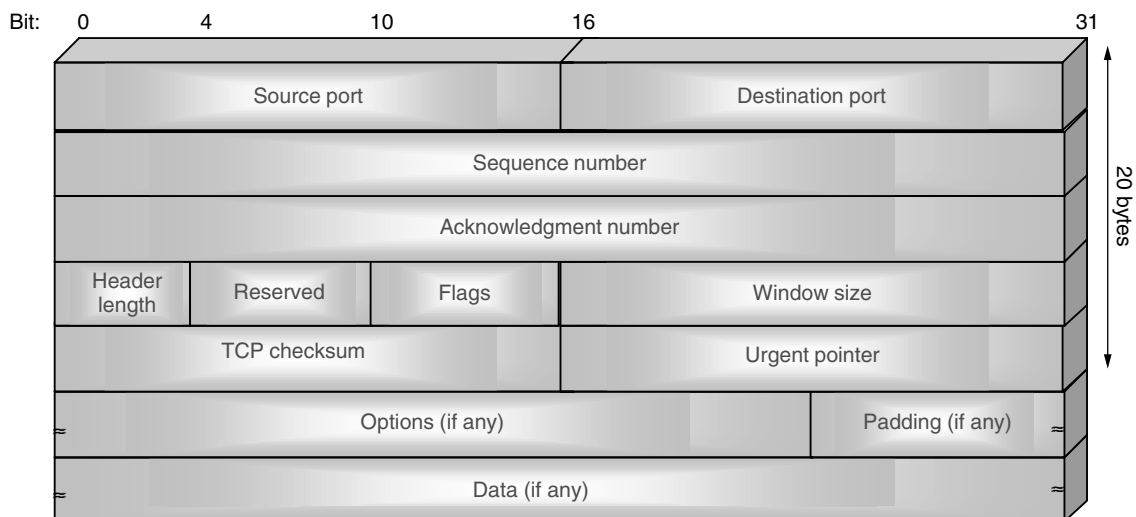 Bit: 0 4 10 16 31
Source port Destination port
Sequence number
Acknowledgment number
Header
length
Reserved Flags Window size
TCP checksum Urgent pointer
Options (if any) Padding (if any)
Data (if any)
20 bytes